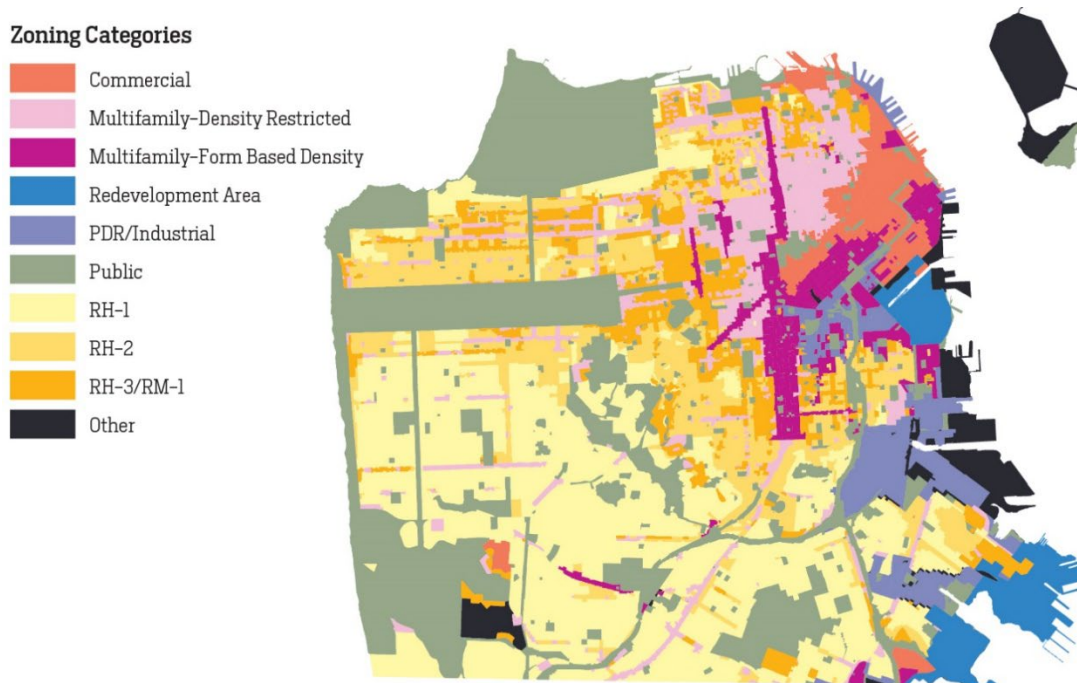 Zoning Categories
Commercial
Multifamily–Density Restricted
Multifamily–Form Based Density
Redevelopment Area
PDR/Industrial
Public
RH-1
RH-2
RH-3/RM-1
Other